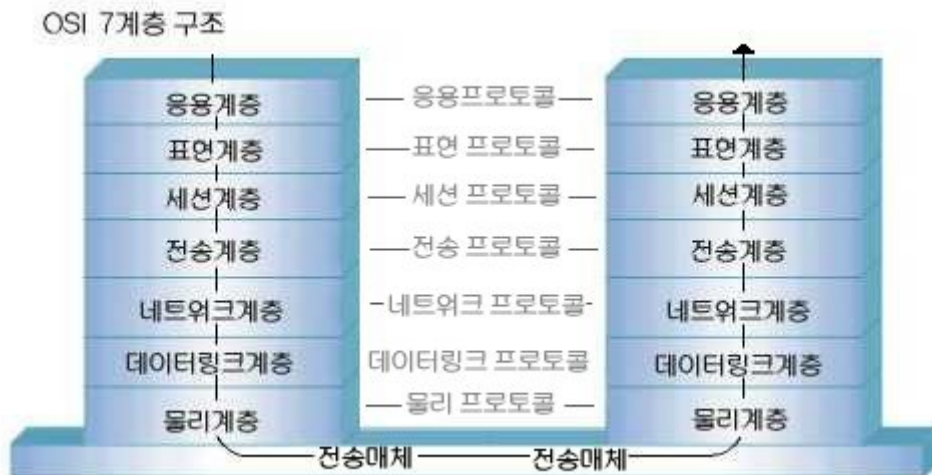 OSI 7계층 구조
응용계층 응용프로토콜 응용계층
표현계층 표현 프로토콜 표현계층
세션계층 세션 프로토콜 세션계층
전송계층 전송 프로토콜 전송계층
네트워크계층 네트워크 프로토콜 네트워크계층
데이터링크계층 데이터링크 프로토콜 데이터링크계층
물리계층 물리 프로토콜 물리계층
전송매체 전송매체